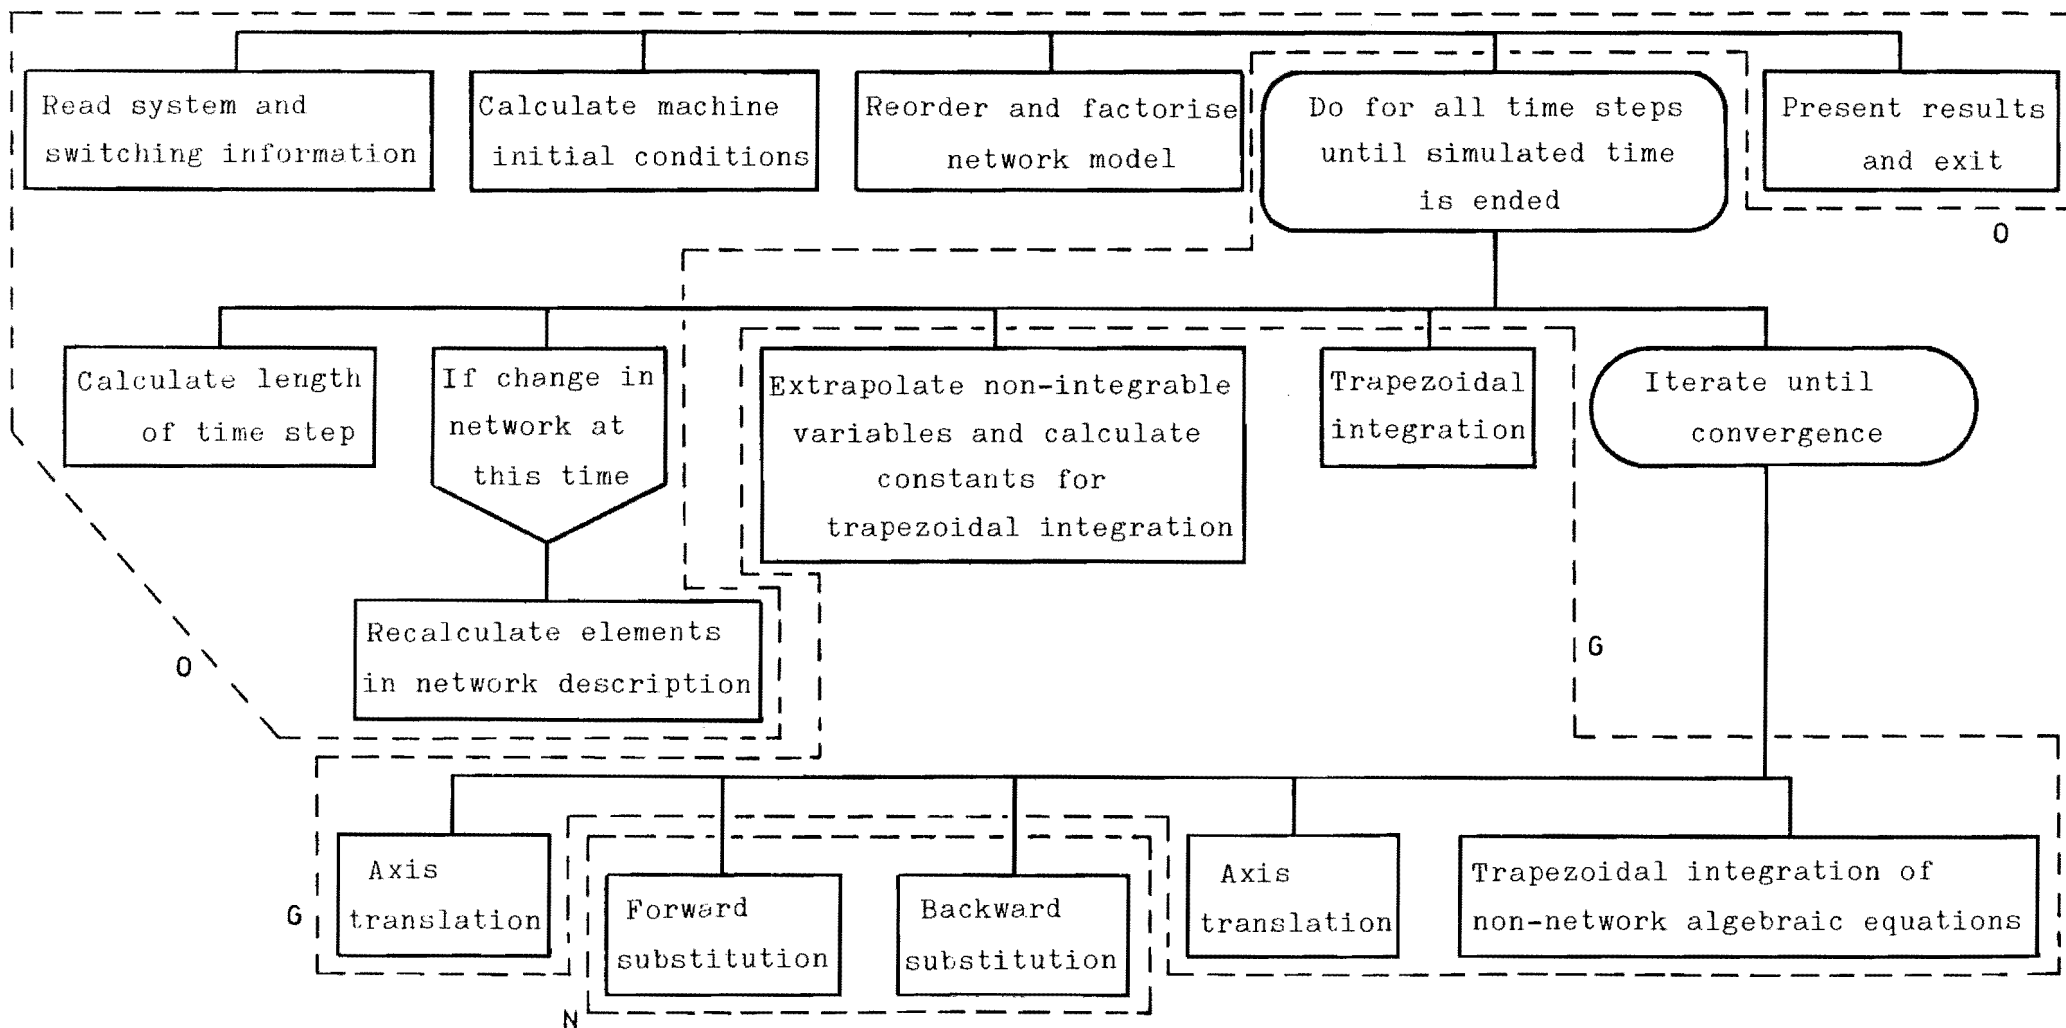 Read system and
switching information
Calculate machine
initial conditions
Reorder and factorise
network model
Do for all time steps
until simulated time
is ended
Present results
and exit
O
Calculate length
of time step
If change in
network at
this time
Extrapolate non-integrable
variables and calculate
constants for
trapezoidal integration
Trapezoidal
integration
Iterate until
convergence
Recalculate elements
in network description
O
G
Axis
translation
Forward
substitution
Backward
substitution
Axis
translation
Trapezoidal integration of
non-network algebraic equations
G
N